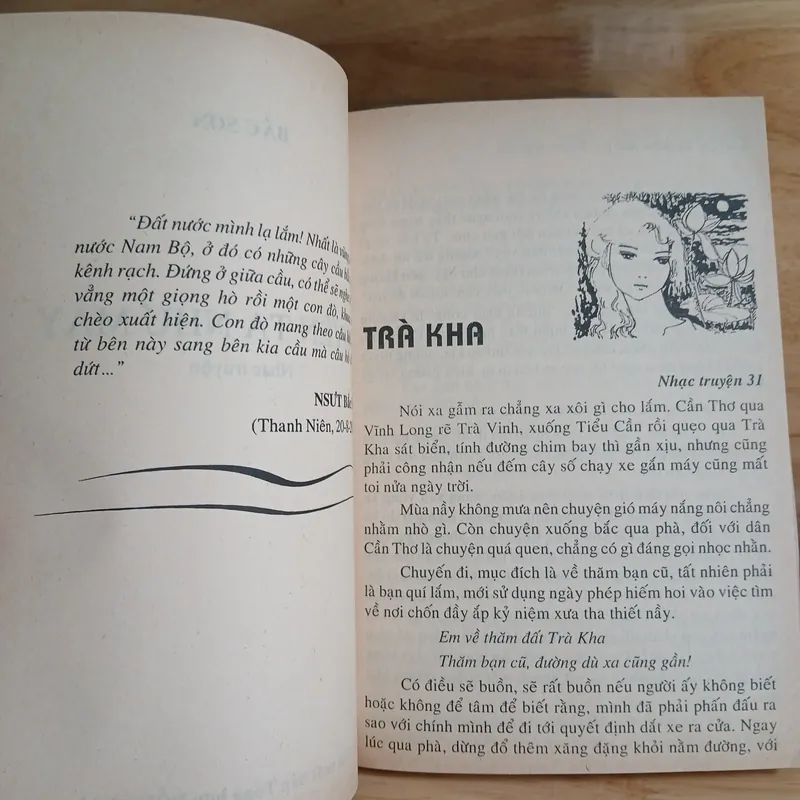 BẮC SƠN
"Đất nước mình lạ lắm! Nhất là vùng
nước Nam Bộ, ở đó có những cây cầu
kênh rạch. Đứng ở giữa cầu, có thể sẽ nghe
vẳng một giọng hò rồi một con đò,
chèo xuất hiện. Con đò mang theo câu
từ bên này sang bên kia cầu mà câu
dứt..."
NSƯT
(Thanh Niên, 20-8-
Nhạc truyện
TRÀ KHA
Nhạc truyện 31
Nói xa gẫm ra chẳng xa xôi gì cho lắm. Cần Thơ qua
Vĩnh Long rẽ Trà Vinh, xuống Tiểu Cần rồi quẹo qua Trà
Kha sát biển, tính đường chim bay thì gần xịu, nhưng cũng
phải công nhận nếu đếm cây số chạy xe gắn máy cũng mất
toi nửa ngày trời.
Mùa nầy không mưa nên chuyện gió máy nắng nôi chẳng
nhằm nhò gì. Còn chuyện xuống bắc qua phà, đối với dân
Cần Thơ là chuyện quá quen, chẳng có gì đáng gọi nhọc nhằn.
Chuyến đi, mục đích là về thăm bạn cũ, tất nhiên phải
là bạn quí lắm, mới sử dụng ngày phép hiếm hoi vào việc tìm
về nơi chốn đầy ắp kỷ niệm xưa tha thiết nầy.
Em về thăm đất Trà Kha
Thăm bạn cũ, đường dù xa cũng gần!
Có điều sẽ buồn, sẽ rất buồn nếu người ấy không biết
hoặc không để tâm để biết rằng, mình đã phải phấn đấu ra
sao với chính mình để đi tới quyết định dắt xe ra cửa. Ngay
lúc qua phà, dừng đổ thêm xăng đặng khỏi nằm đường, với